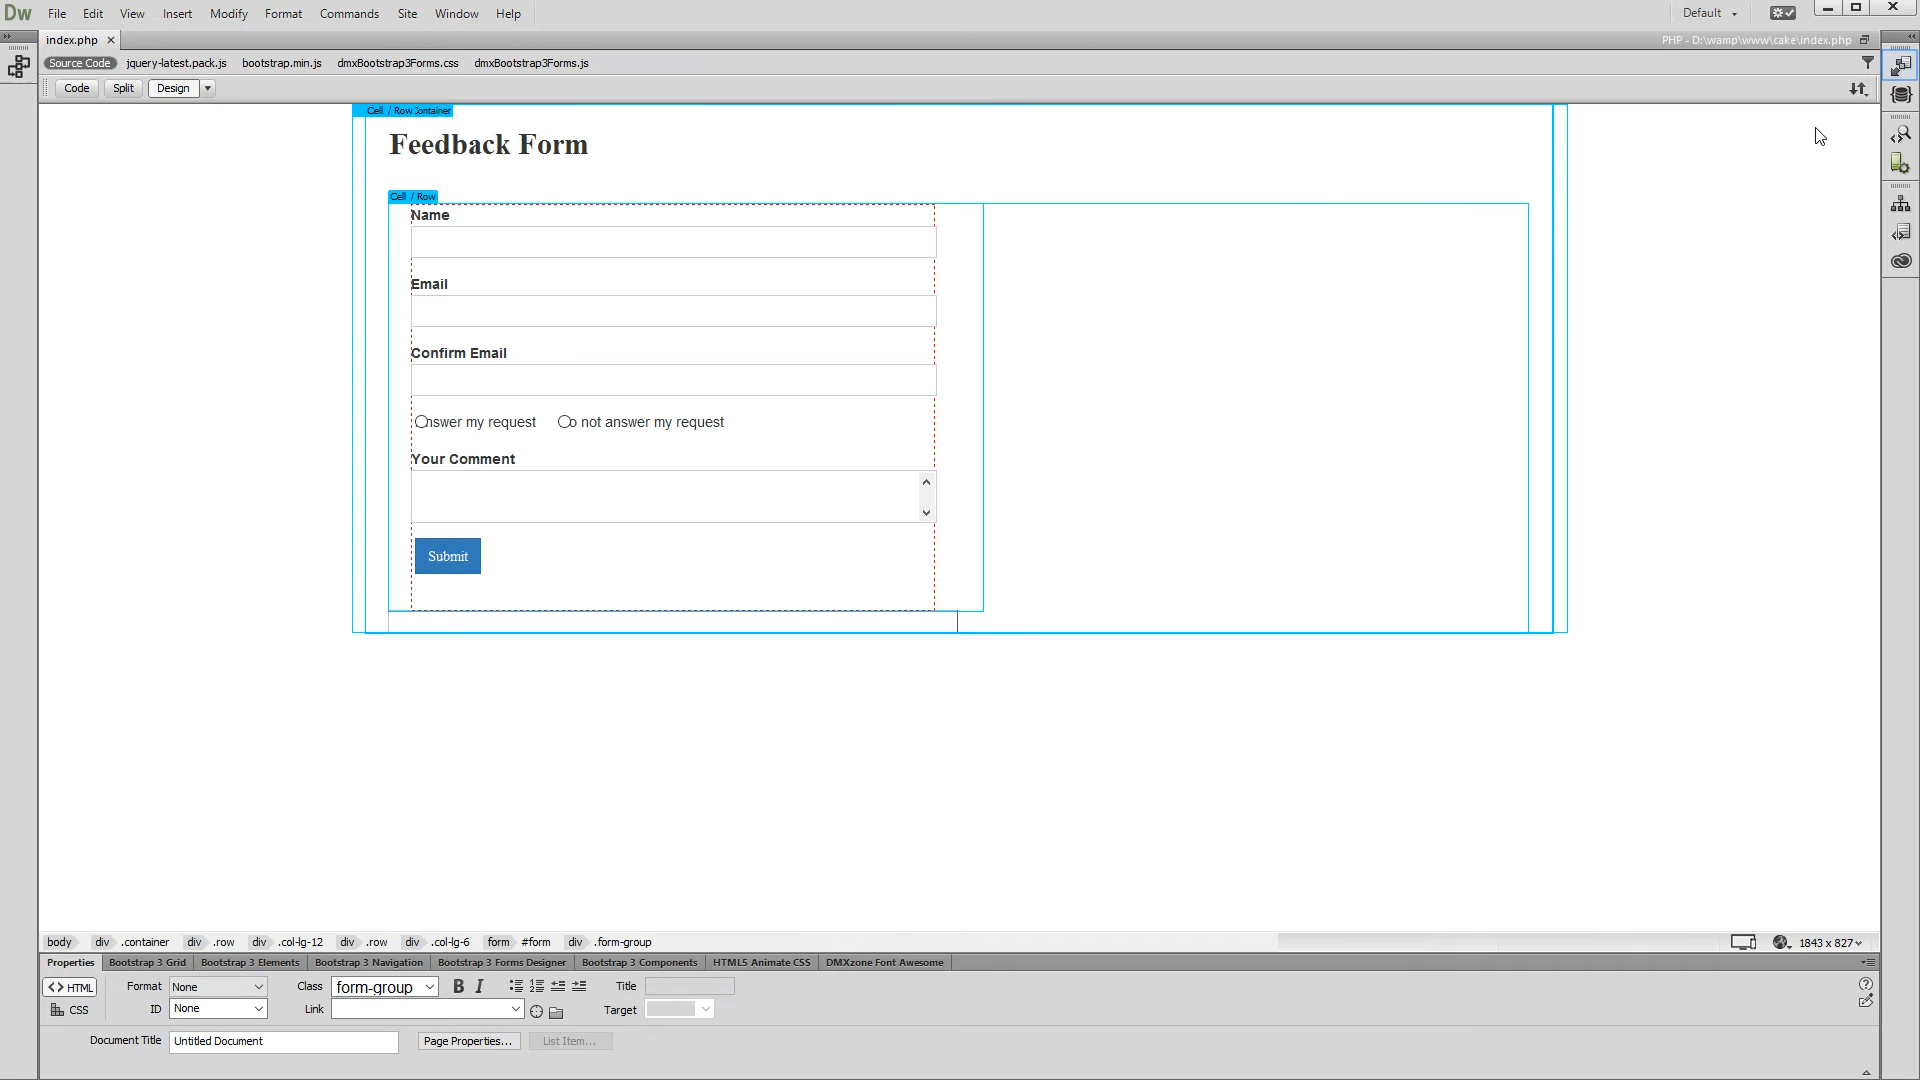 Dw File Edit View Insert Modify Format Commands Site Window Help Default
index.php PHP - D:\wamp\www\cake\index.php
Source Code jquery-latest.pack.js bootstrap.min.js dmxBootstrap3Forms.css dmxBootstrap3Forms.js
Code Split Design
Cell / Row Container
Feedback Form
Cell / Row
Name
Email
Confirm Email
nswer my request o not answer my request
Your Comment
Submit
body div .container div .row div .col-lg-12 div .row div .col-lg-6 form #form div .form-group 1843 x 827
Properties Bootstrap 3 Grid Bootstrap 3 Elements Bootstrap 3 Navigation Bootstrap 3 Forms Designer Bootstrap 3 Components HTML5 Animate CSS DMXzone Font Awesome
<> HTML Format None Class form-group B I Title
CSS ID None Link Target
Document Title Untitled Document Page Properties... List Item...